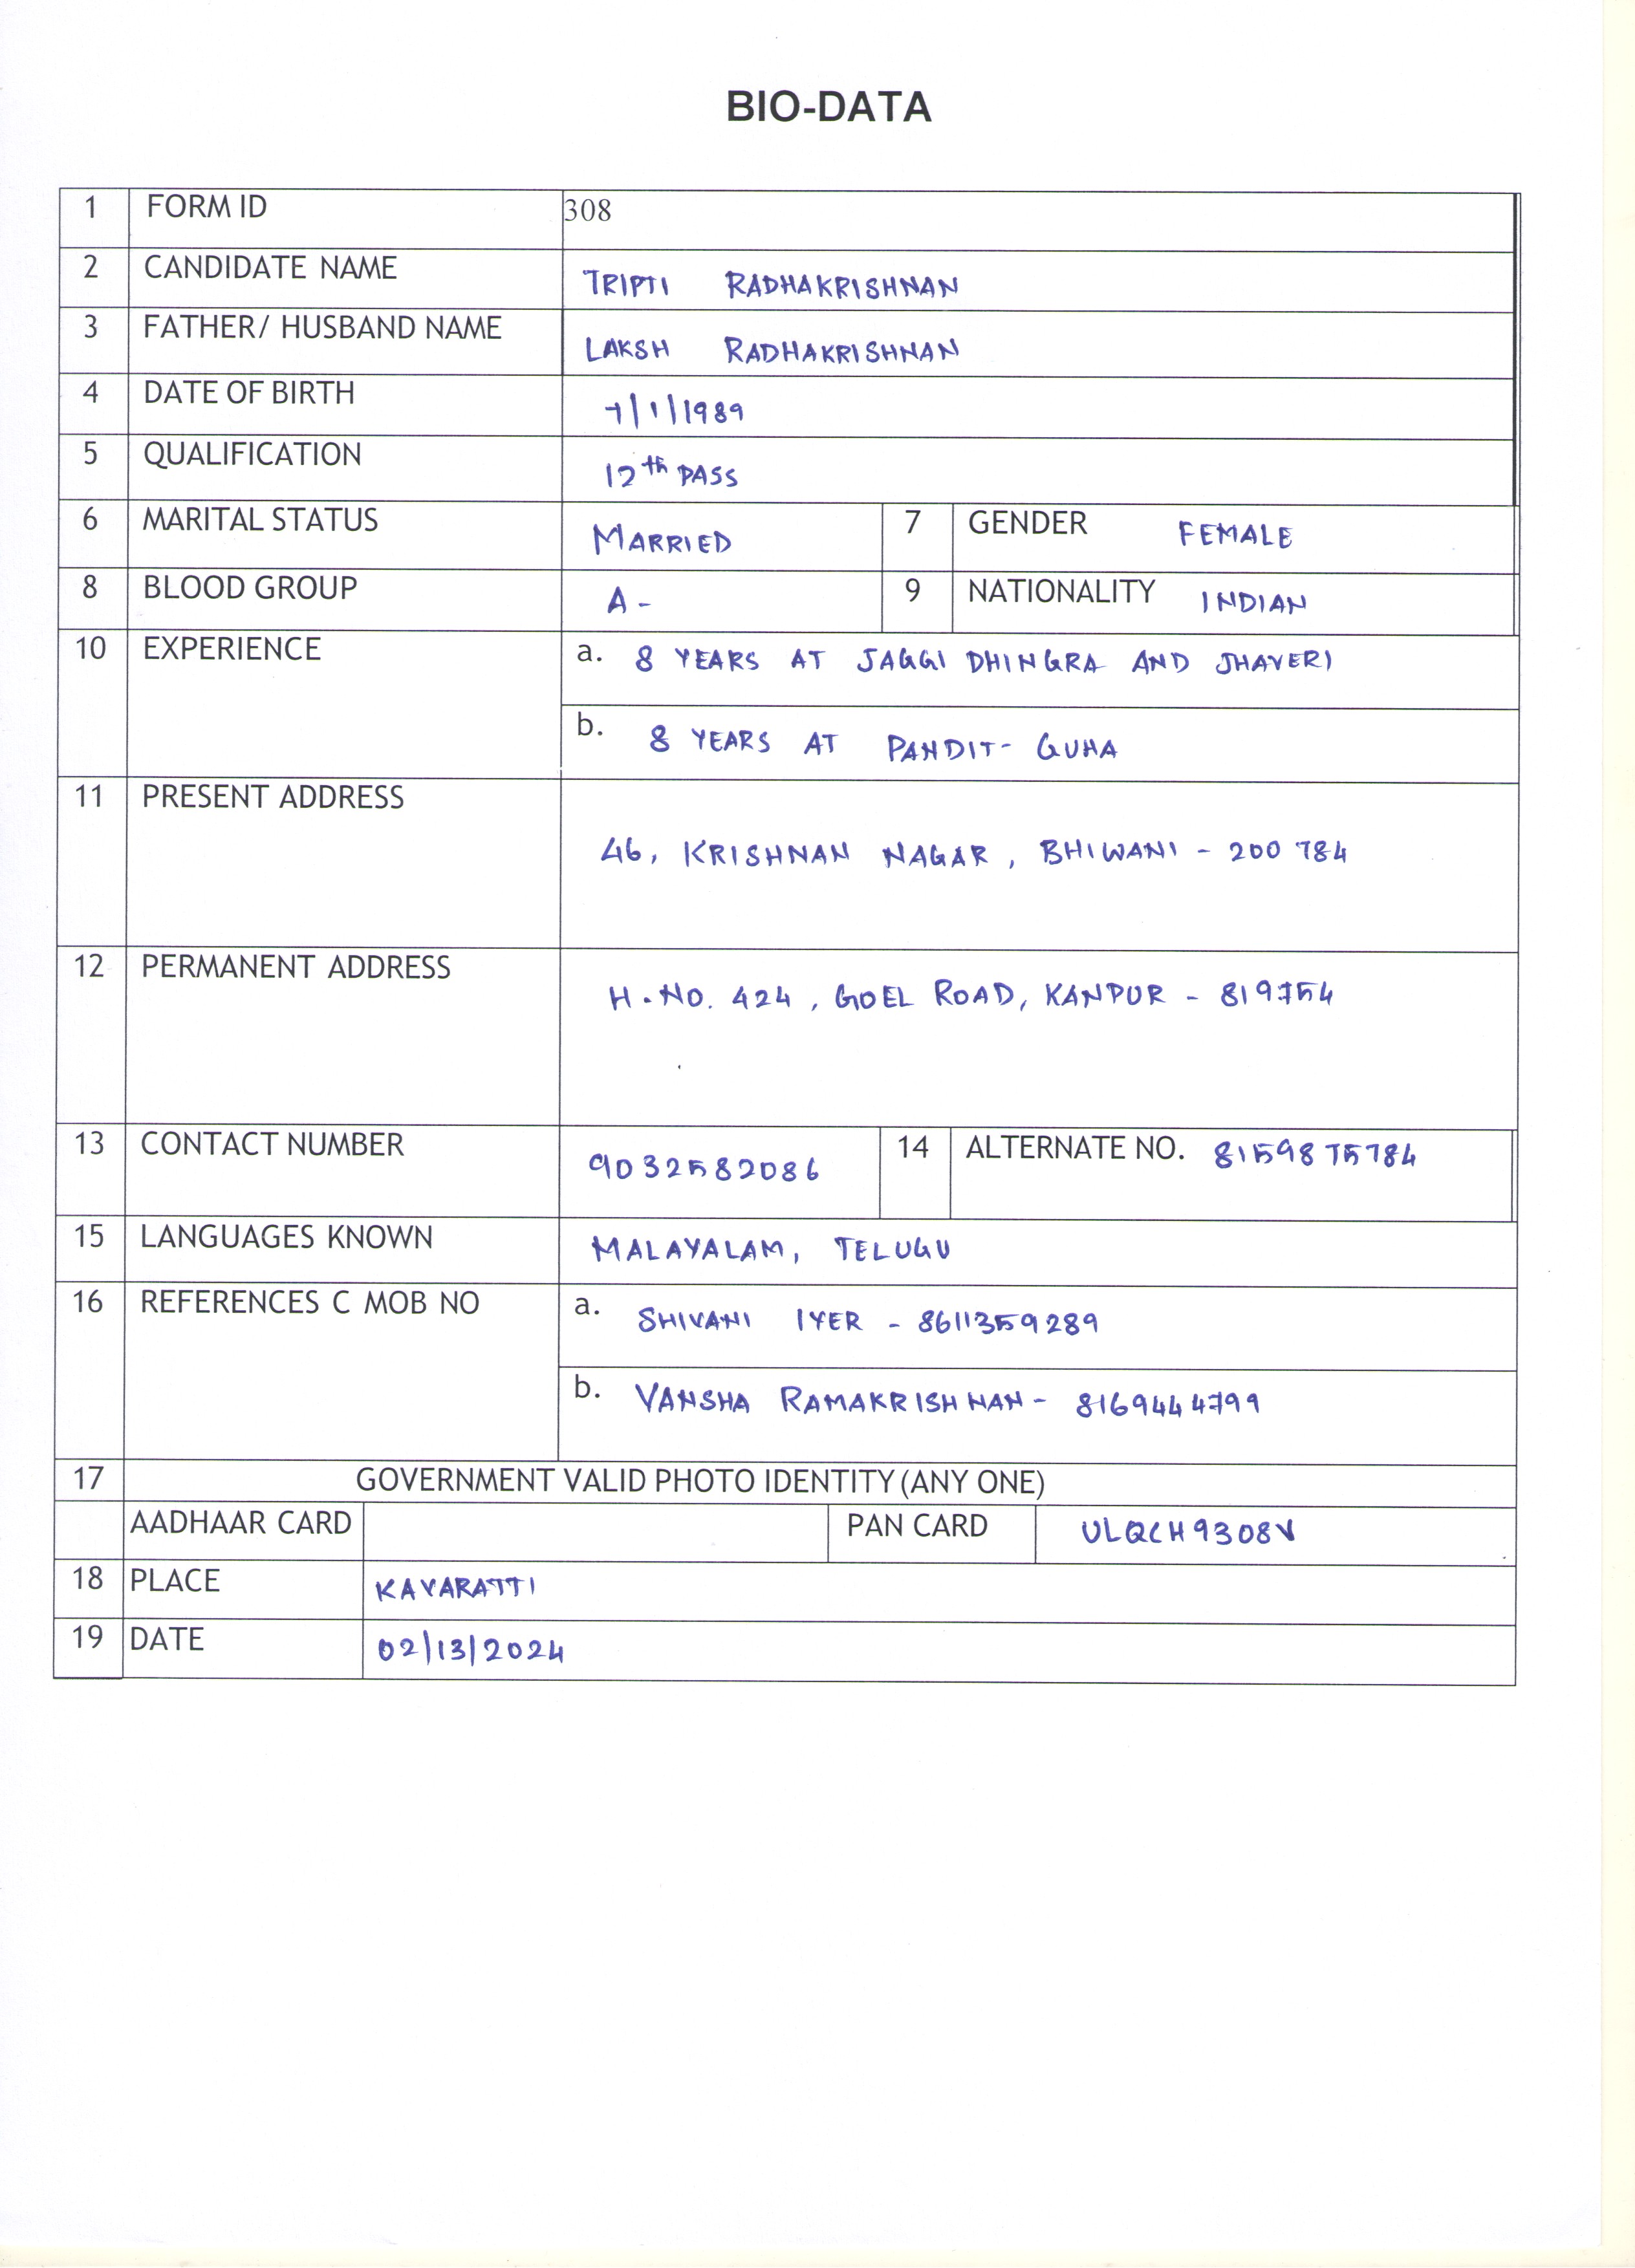 BIO-DATA
1 FORM ID 308
2 CANDIDATE NAME TRIPTI RADHAKRISHNAN
3 FATHER/ HUSBAND NAME LAKSH RADHAKRISHNAN
4 DATE OF BIRTH 7/1/1989
5 QUALIFICATION 12th PASS
6 MARITAL STATUS MARRIED 7 GENDER FEMALE
8 BLOOD GROUP A- 9 NATIONALITY INDIAN
10 EXPERIENCE a. 8 YEARS AT JAGGI DHINGRA AND JHAVERI
b. 8 YEARS AT PANDIT- GUHA
11 PRESENT ADDRESS
46, KRISHNAN NAGAR, BHIWANI - 200784
12 PERMANENT ADDRESS
H.NO. 424, GOEL ROAD, KANPUR - 819754
13 CONTACT NUMBER 9032582086 14 ALTERNATE NO. 8159875784
15 LANGUAGES KNOWN MALAYALAM, TELUGU
16 REFERENCES C MOB NO a. SHIVANI IYER - 8611359289
b. VANSHA RAMAKRISHNAN - 8169444799
17 GOVERNMENT VALID PHOTO IDENTITY (ANY ONE)
AADHAAR CARD PAN CARD ULQCH9308V
18 PLACE KAVARATTI
19 DATE 02/13/2024